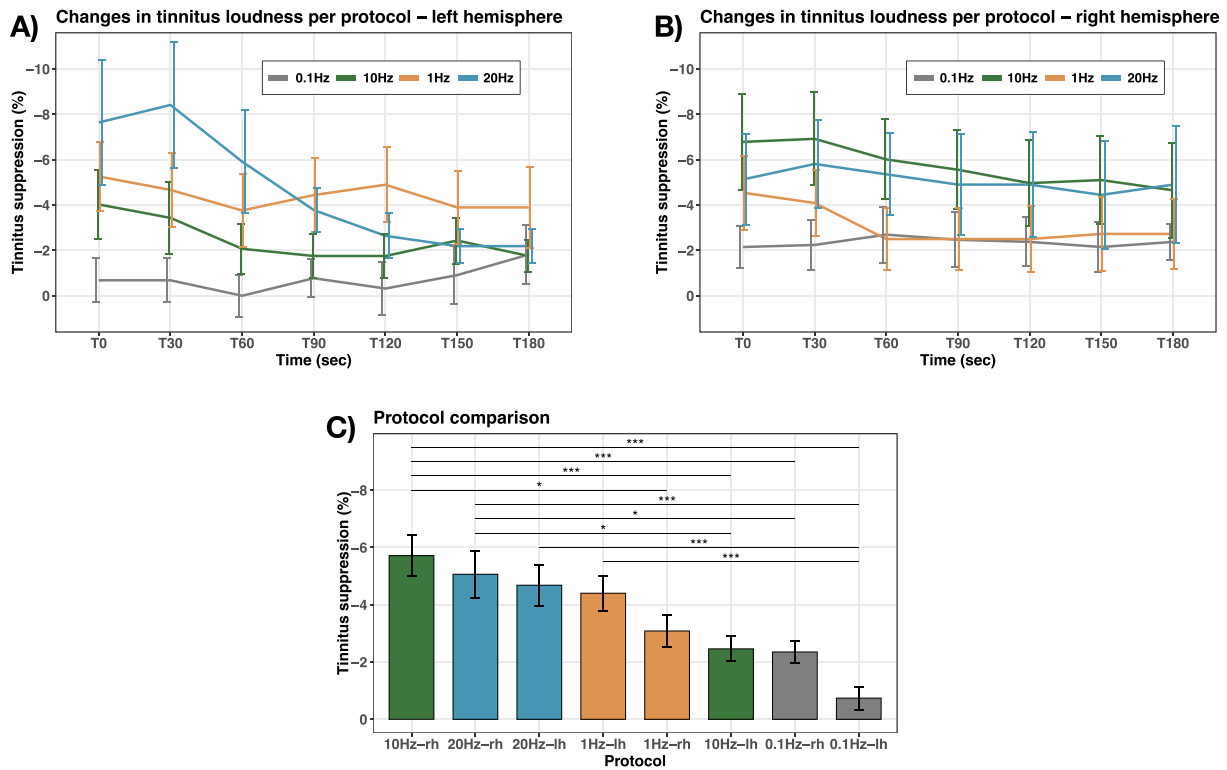 A)
Changes in tinnitus loudness per protocol – left hemisphere
0.1Hz 10Hz 1Hz 20Hz
Tinnitus suppression (%)
−10
−8
−6
−4
−2
0
T0 T30 T60 T90 T120 T150 T180
Time (sec)
B)
Changes in tinnitus loudness per protocol – right hemisphere
0.1Hz 10Hz 1Hz 20Hz
Tinnitus suppression (%)
−10
−8
−6
−4
−2
0
T0 T30 T60 T90 T120 T150 T180
Time (sec)
C)
Protocol comparison
Tinnitus suppression (%)
−8
−6
−4
−2
0
***
***
***
*
***
*
*
***
***
10Hz−rh 20Hz−rh 20Hz−lh 1Hz−lh 1Hz−rh 10Hz−lh 0.1Hz−rh 0.1Hz−lh
Protocol